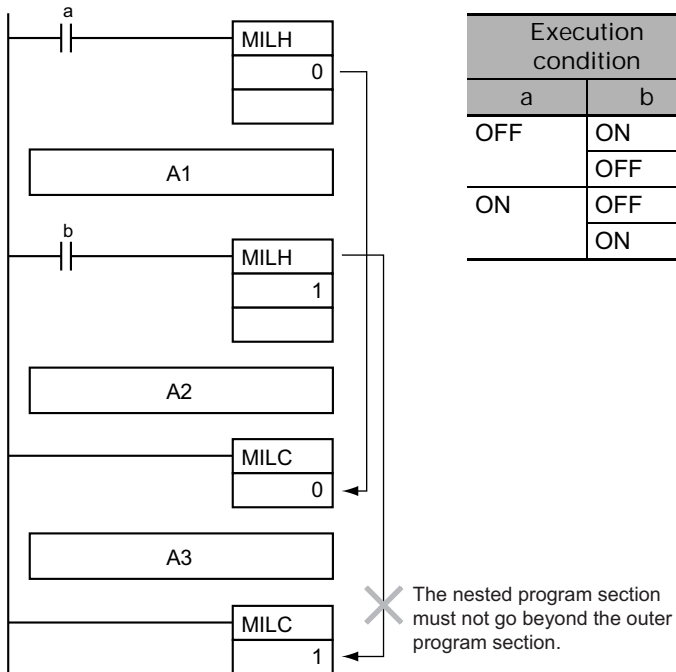 a
MILH
0
A1
b
MILH
1
A2
MILC
0
A3
MILC
1
Execution
condition
a b
OFF ON
OFF
ON OFF
ON
The nested program section
must not go beyond the outer
program section.